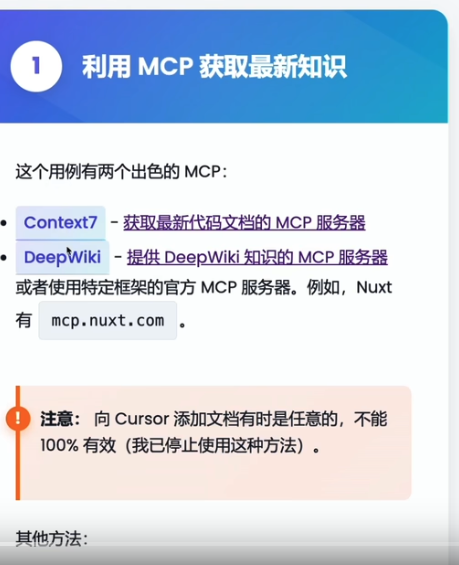 1
利用 MCP 获取最新知识
这个用例有两个出色的 MCP：
Context7 - 获取最新代码文档的 MCP 服务器
DeepWiki - 提供 DeepWiki 知识的 MCP 服务器
或者使用特定框架的官方 MCP 服务器。例如，Nuxt
有 mcp.nuxt.com 。
! 注意： 向 Cursor 添加文档有时是任意的，不能
100% 有效（我已停止使用这种方法）。
其他方法：